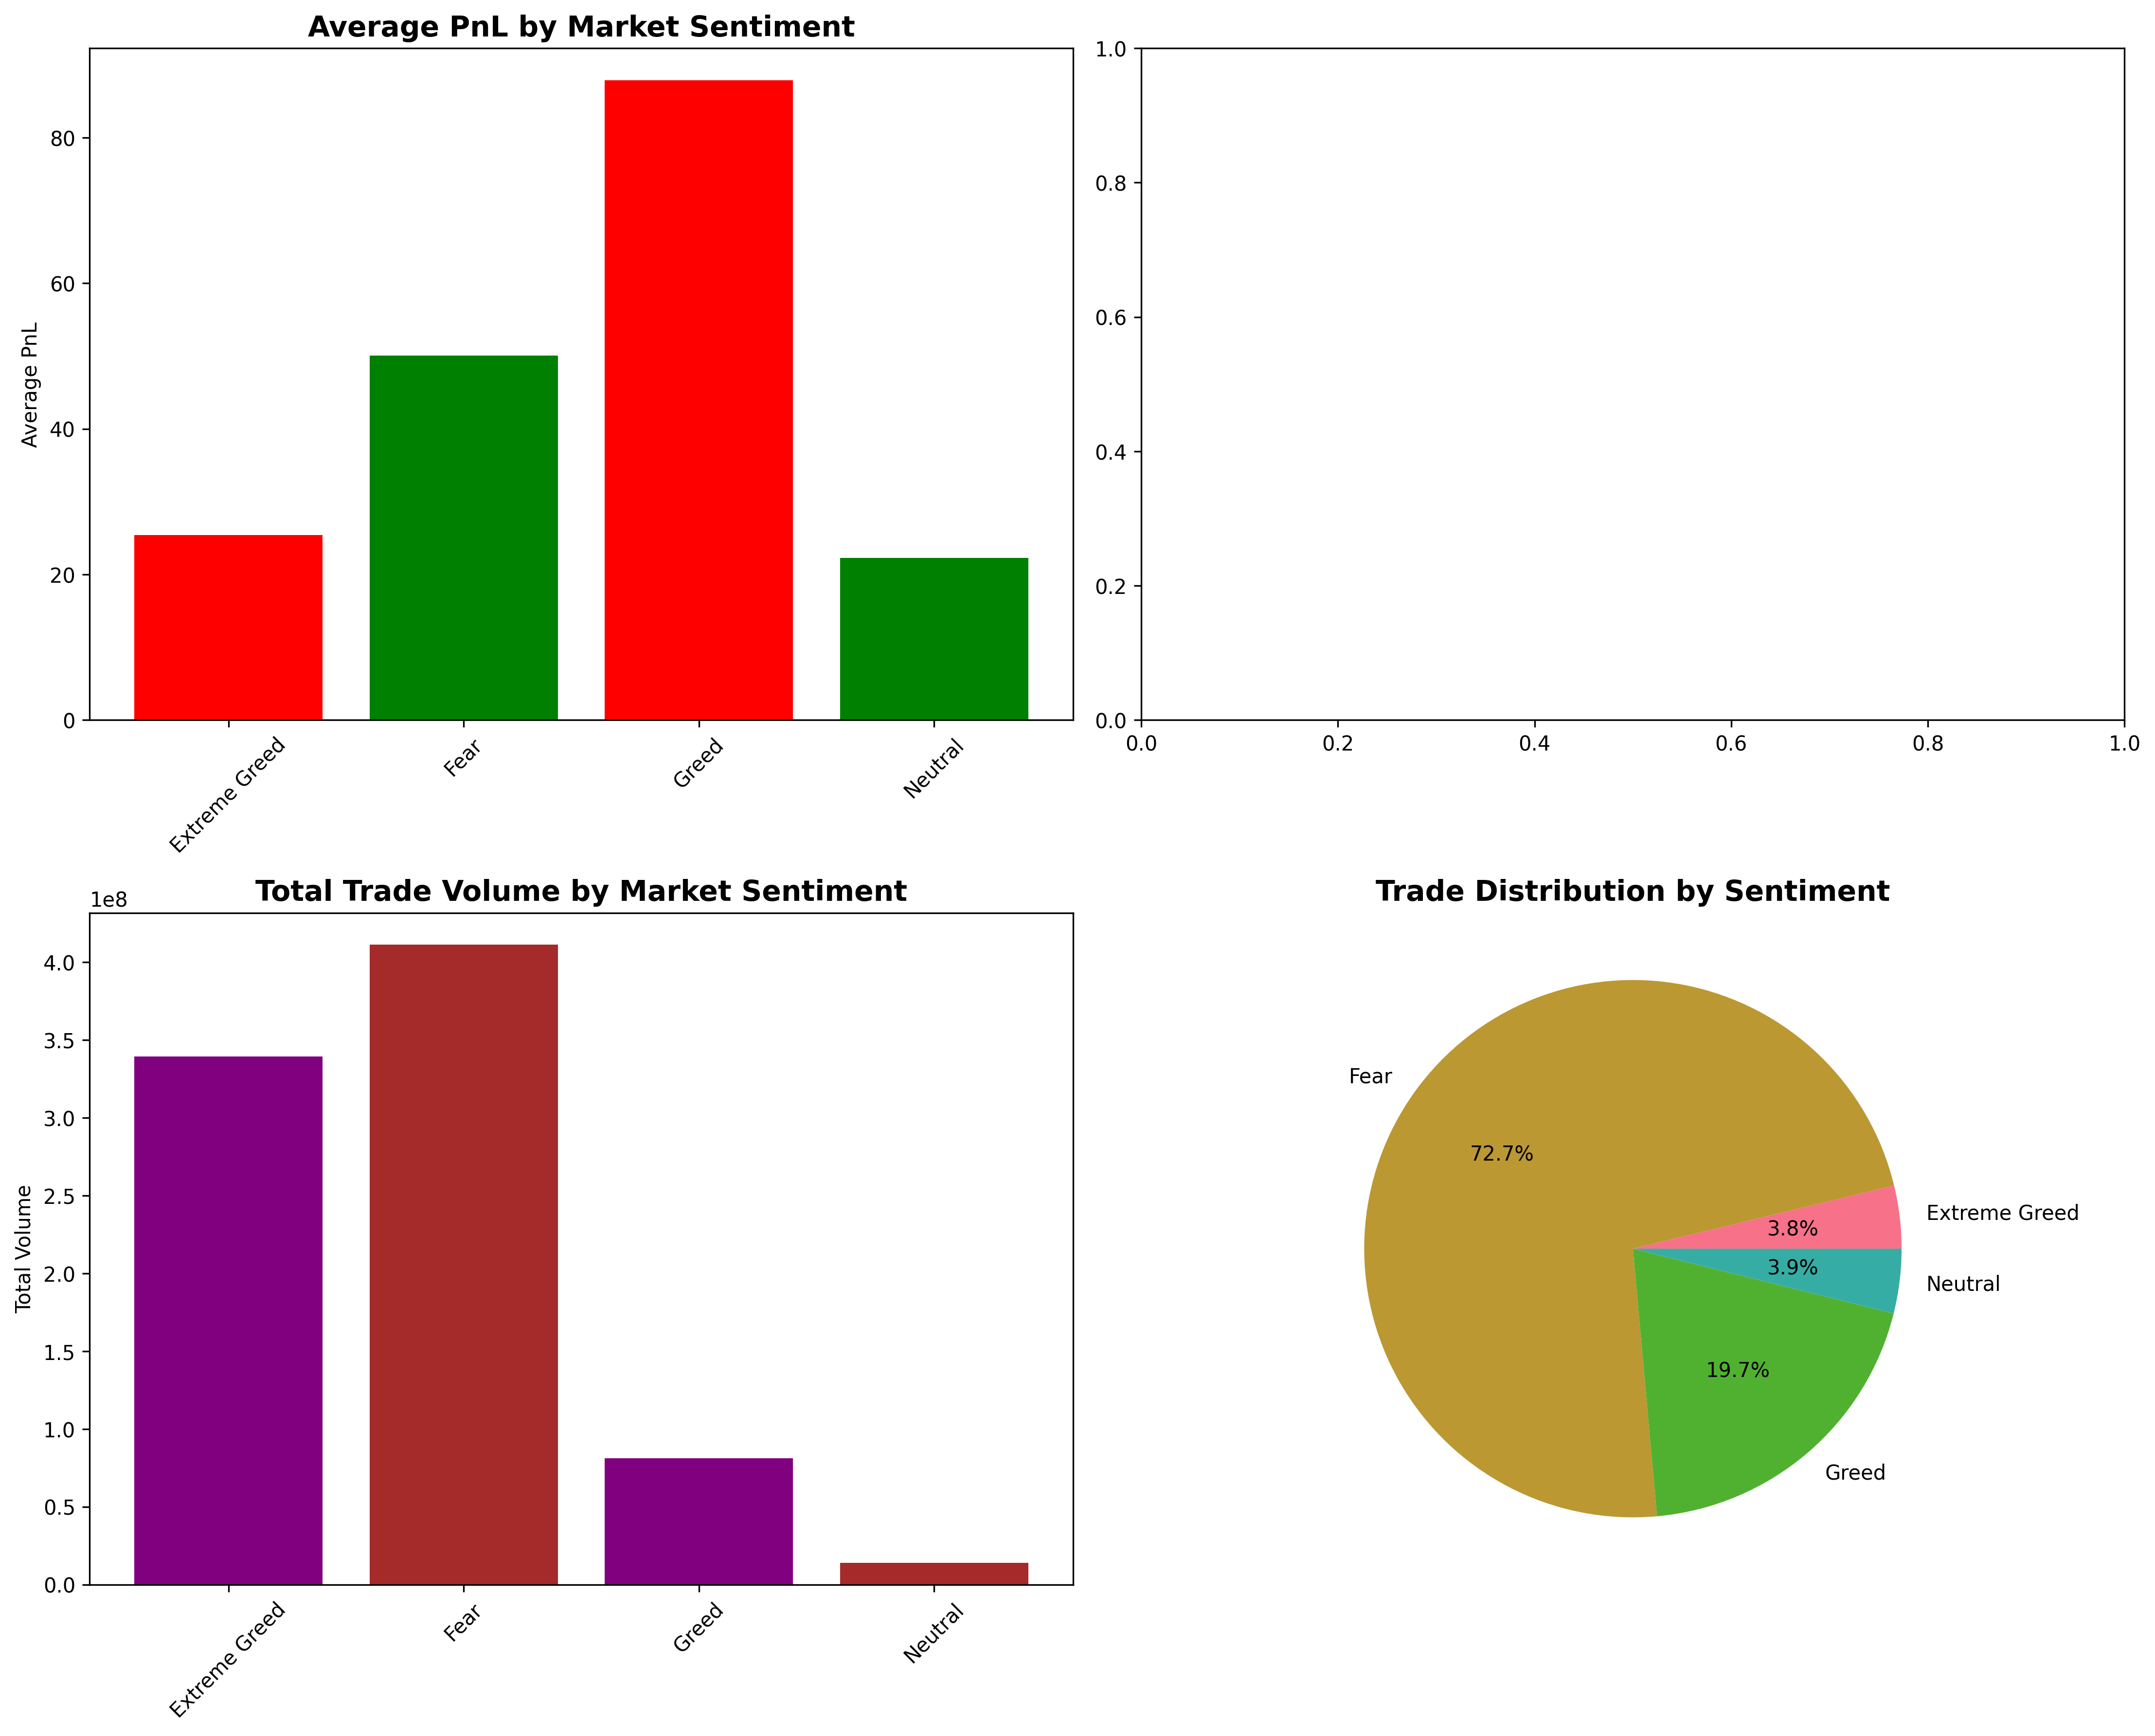 Average PnL by Market Sentiment
Average PnL
80
60
40
20
0
Extreme Greed
Fear
Greed
Neutral
1.0
0.8
0.6
0.4
0.2
0.0
0.0
0.2
0.4
0.6
0.8
1.0
Total Trade Volume by Market Sentiment
1e8
Total Volume
4.0
3.5
3.0
2.5
2.0
1.5
1.0
0.5
0.0
Extreme Greed
Fear
Greed
Neutral
Trade Distribution by Sentiment
Fear
72.7%
Extreme Greed
3.8%
3.9%
Neutral
19.7%
Greed